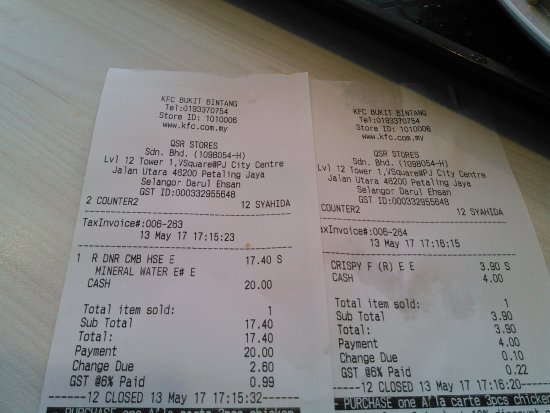 KFC BUKIT BINTANG
Tel:0193370754
Store ID: 1010006
www.kfc.com.my
QSR STORES
Sdn. Bhd. (1098054-H)
Lvl 12 Tower 1,VSquare@PJ City Centre
Jalan Utara 46200 Petaling Jaya
Selangor Darul Ehsan
GST ID:000332955648
2 COUNTER2 12 SYAHIDA
TaxInvoice#:006-263
13 May 17 17:15:23
1 R DNR CMB HSE E 17.40 S
MINERAL WATER E# E
CASH 20.00
Total item sold: 1
Sub Total 17.40
Total: 17.40
Payment 20.00
Change Due 2.60
GST @6% Paid 0.99
12 CLOSED 13 May 17 17:15:32
PURCHASE one A'la carte 3pcs chicken
KFC BUKIT BINTANG
Tel:0193370754
Store ID: 1010006
www.kfc.com.my
QSR STORES
Sdn. Bhd. (1098054-H)
Lvl 12 Tower 1,VSquare@PJ City Centre
Jalan Utara 46200 Petaling Jaya
Selangor Darul Ehsan
GST ID:000332955648
COUNTER2 12 SYAHIDA
axInvoice#:006-264
13 May 17 17:16:15
CRISPY F (R) E E 3.90 S
CASH 4.00
Total item sold: 1
Sub Total 3.90
Total: 3.90
Payment 4.00
Change Due 0.10
GST @6% Paid 0.22
12 CLOSED 13 May 17 17:16:20
PURCHASE one A'la carte 3pcs chicken